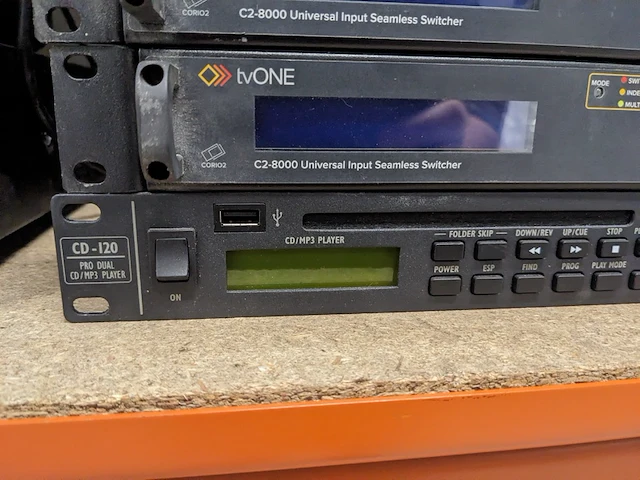 CORIO2
C2-8000 Universal Input Seamless Switcher
tvONE
MODE
CORIO2
C2-8000 Universal Input Seamless Switcher
CD-120
PRO DUAL
CD/MP3 PLAYER
ON
CD/MP3 PLAYER
FOLDER SKIP
DOWN/REV
UP/CUE
STOP
POWER
ESP
FIND
PROG
PLAY MODE